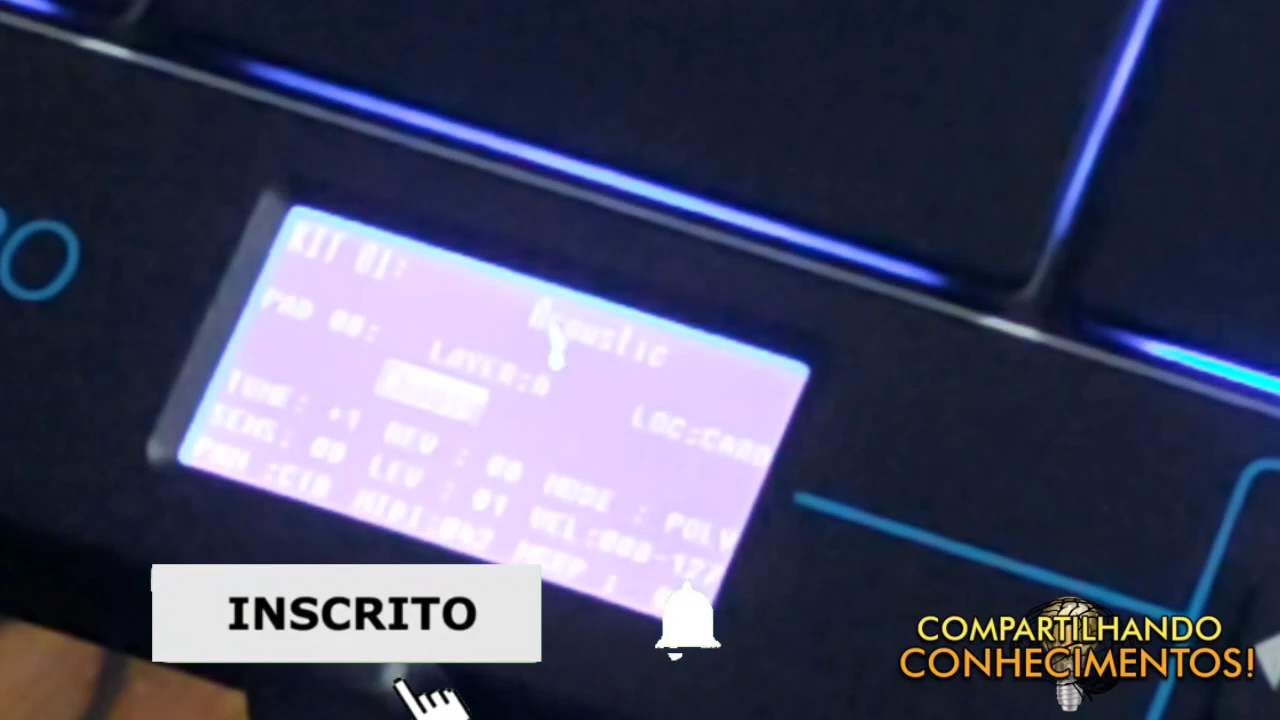 KIT 01:
Acoustic
PAD 08:
LAYER:A
LOC:CARD
TUNE: +1 REV : 00 MODE : POLY
SENS: 00 LEV : 01 VEL:000-127
PAN :C10 MIDI:042
INSCRITO
COMPARTILHANDO
CONHECIMENTOS!